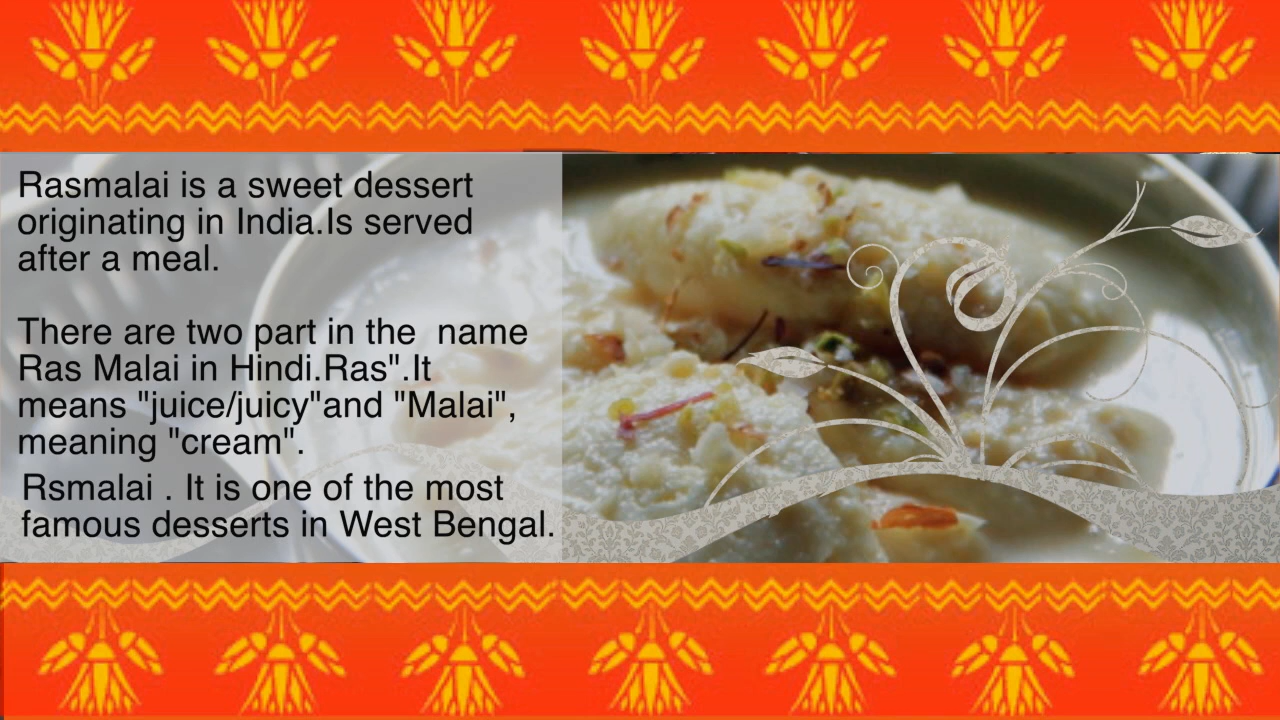 Rasmalai is a sweet dessert
originating in India.Is served
after a meal.
There are two part in the  name
Ras Malai in Hindi.Ras".It
means "juice/juicy"and "Malai",
meaning "cream".
Rsmalai . It is one of the most
famous desserts in West Bengal.